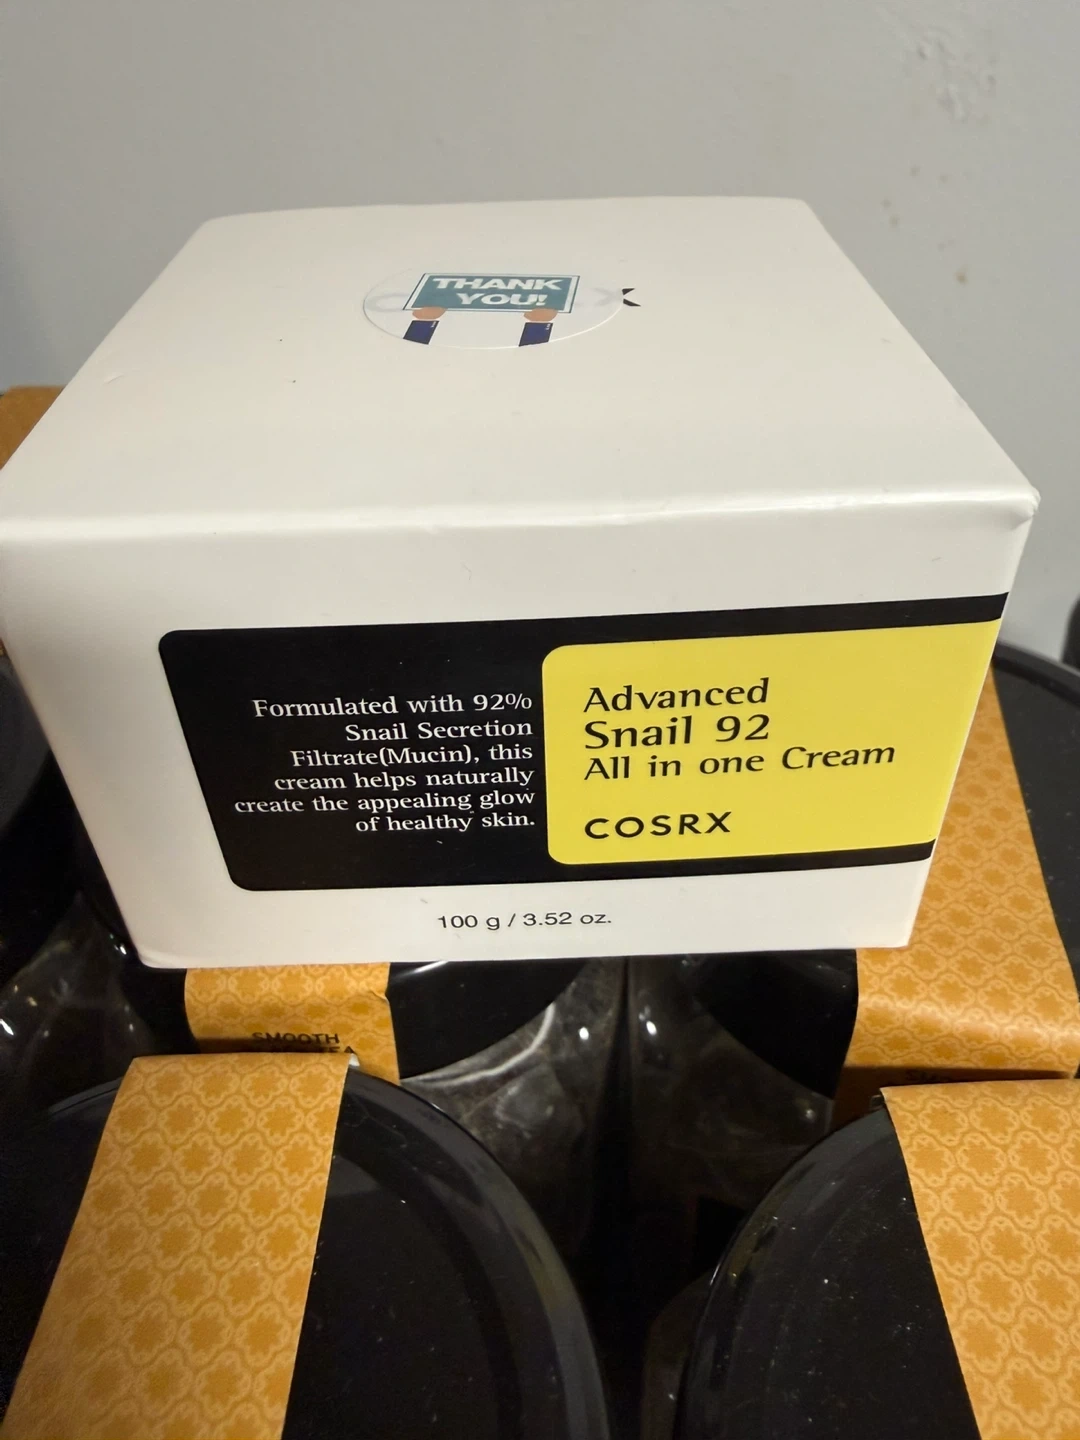 THANK
YOU!
X
Formulated with 92%
Snail Secretion
Filtrate(Mucin), this
cream helps naturally
create the appealing glow
of healthy skin.
Advanced
Snail 92
All in one Cream
COSRX
100 g / 3.52 oz.
SMOOTH